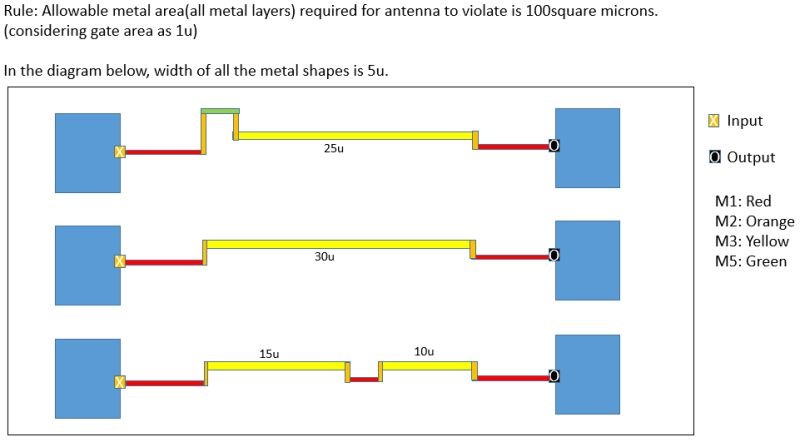 Rule: Allowable metal area(all metal layers) required for antenna to violate is 100square microns.
(considering gate area as 1u)
In the diagram below, width of all the metal shapes is 5u.
X
25u
O
X
30u
O
X
15u
10u
O
X Input
O Output
M1: Red
M2: Orange
M3: Yellow
M5: Green